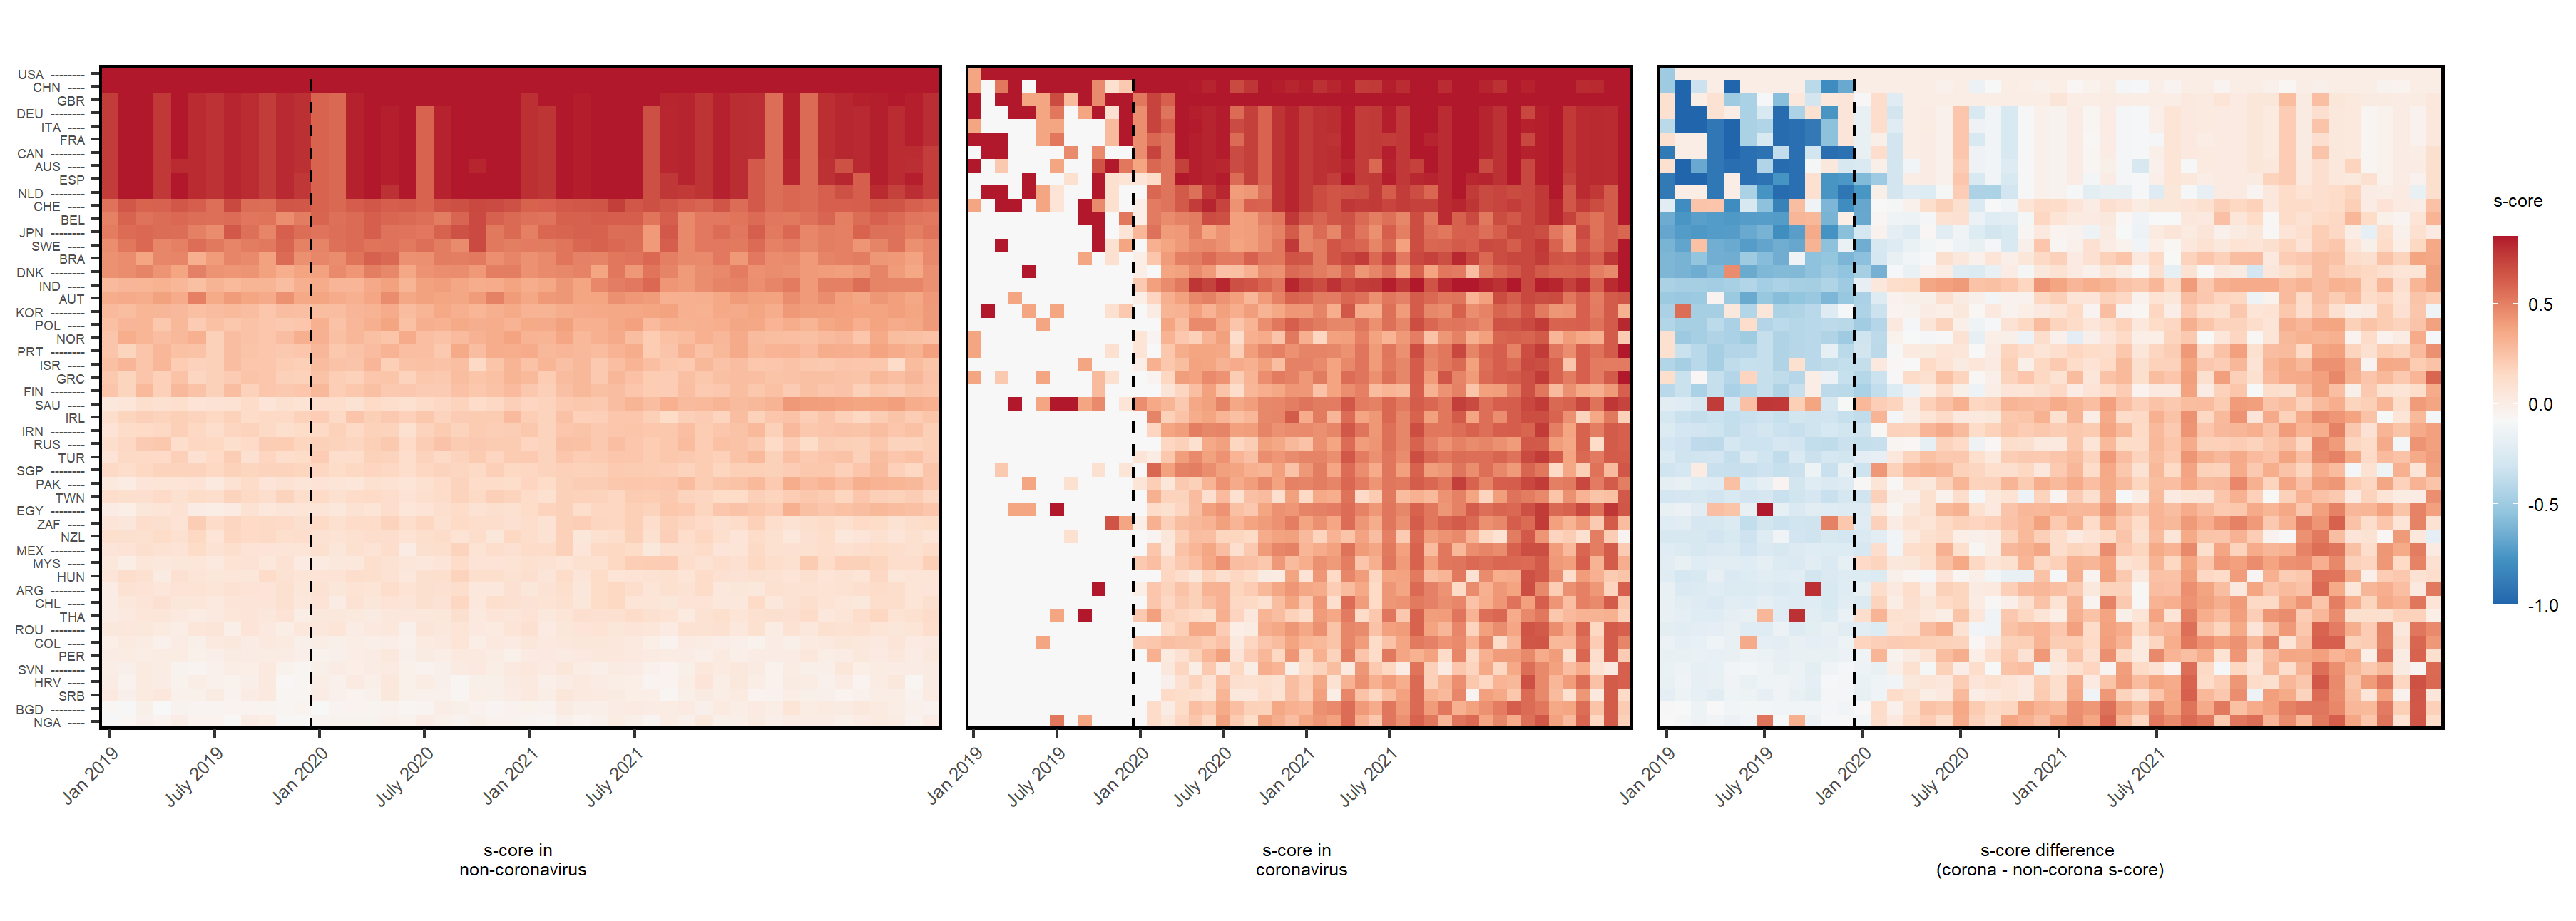 USA --------
CHN ----
GBR
DEU --------
ITA ----
FRA
CAN --------
AUS ----
ESP
NLD --------
CHE ----
BEL
JPN --------
SWE ----
BRA
DNK --------
IND ----
AUT
KOR --------
POL ----
NOR
PRT --------
ISR ----
GRC
FIN --------
SAU ----
IRL
IRN --------
RUS ----
TUR
SGP --------
PAK ----
TWN
EGY --------
ZAF ----
NZL
MEX --------
MYS ----
HUN
ARG --------
CHL ----
THA
ROU --------
COL ----
PER
SVN --------
HRV ----
SRB
BGD --------
NGA ----
Jan 2019
July 2019
Jan 2020
July 2020
Jan 2021
July 2021
s-core in
non-coronavirus
Jan 2019
July 2019
Jan 2020
July 2020
Jan 2021
July 2021
s-core in
coronavirus
Jan 2019
July 2019
Jan 2020
July 2020
Jan 2021
July 2021
s-core difference
(corona - non-corona s-core)
s-core
0.5
0.0
-0.5
-1.0